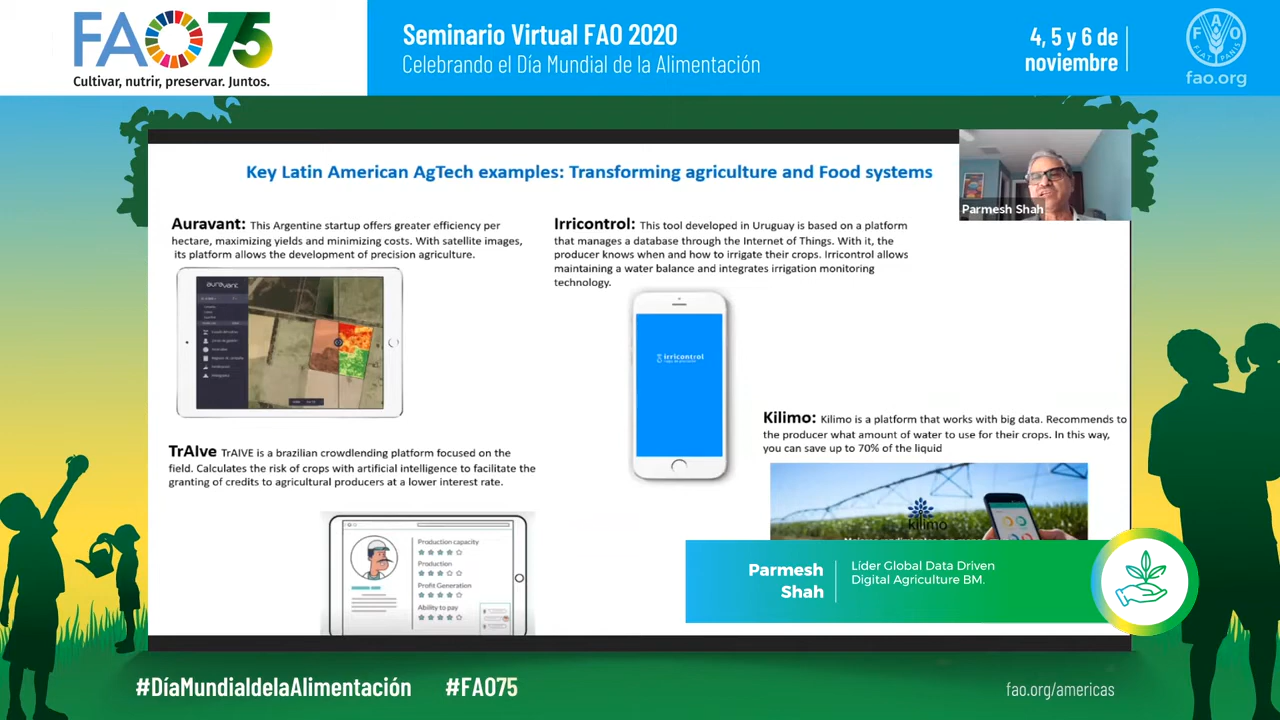 FAO75
Cultivar, nutrir, preservar. Juntos.
Seminario Virtual FAO 2020
Celebrando el Día Mundial de la Alimentación
4, 5 y 6 de
noviembre
FAO
FIAT PANIS
fao.org
Key Latin American AgTech examples: Transforming agriculture and Food systems
Parmesh Shah
Auravant: This Argentine startup offers greater efficiency per
hectare, maximizing yields and minimizing costs. With satellite images,
its platform allows the development of precision agriculture.
auravant
Irricontrol: This tool developed in Uruguay is based on a platform
that manages a database through the Internet of Things. With it, the
producer knows when and how to irrigate their crops. Irricontrol allows
maintaining a water balance and integrates irrigation monitoring
technology.
irricontrol
TrAIve TrAIVE is a brazilian crowdlending platform focused on the
field. Calculates the risk of crops with artificial intelligence to facilitate the
granting of credits to agricultural producers at a lower interest rate.
Production capacity
Production
Profit Generation
Ability to pay
Kilimo: Kilimo is a platform that works with big data. Recommends to
the producer what amount of water to use for their crops. In this way,
you can save up to 70% of the liquid
kilimo
Parmesh
Shah
Líder Global Data Driven
Digital Agriculture BM.
#DíaMundialdelaAlimentación
#FAO75
fao.org/americas